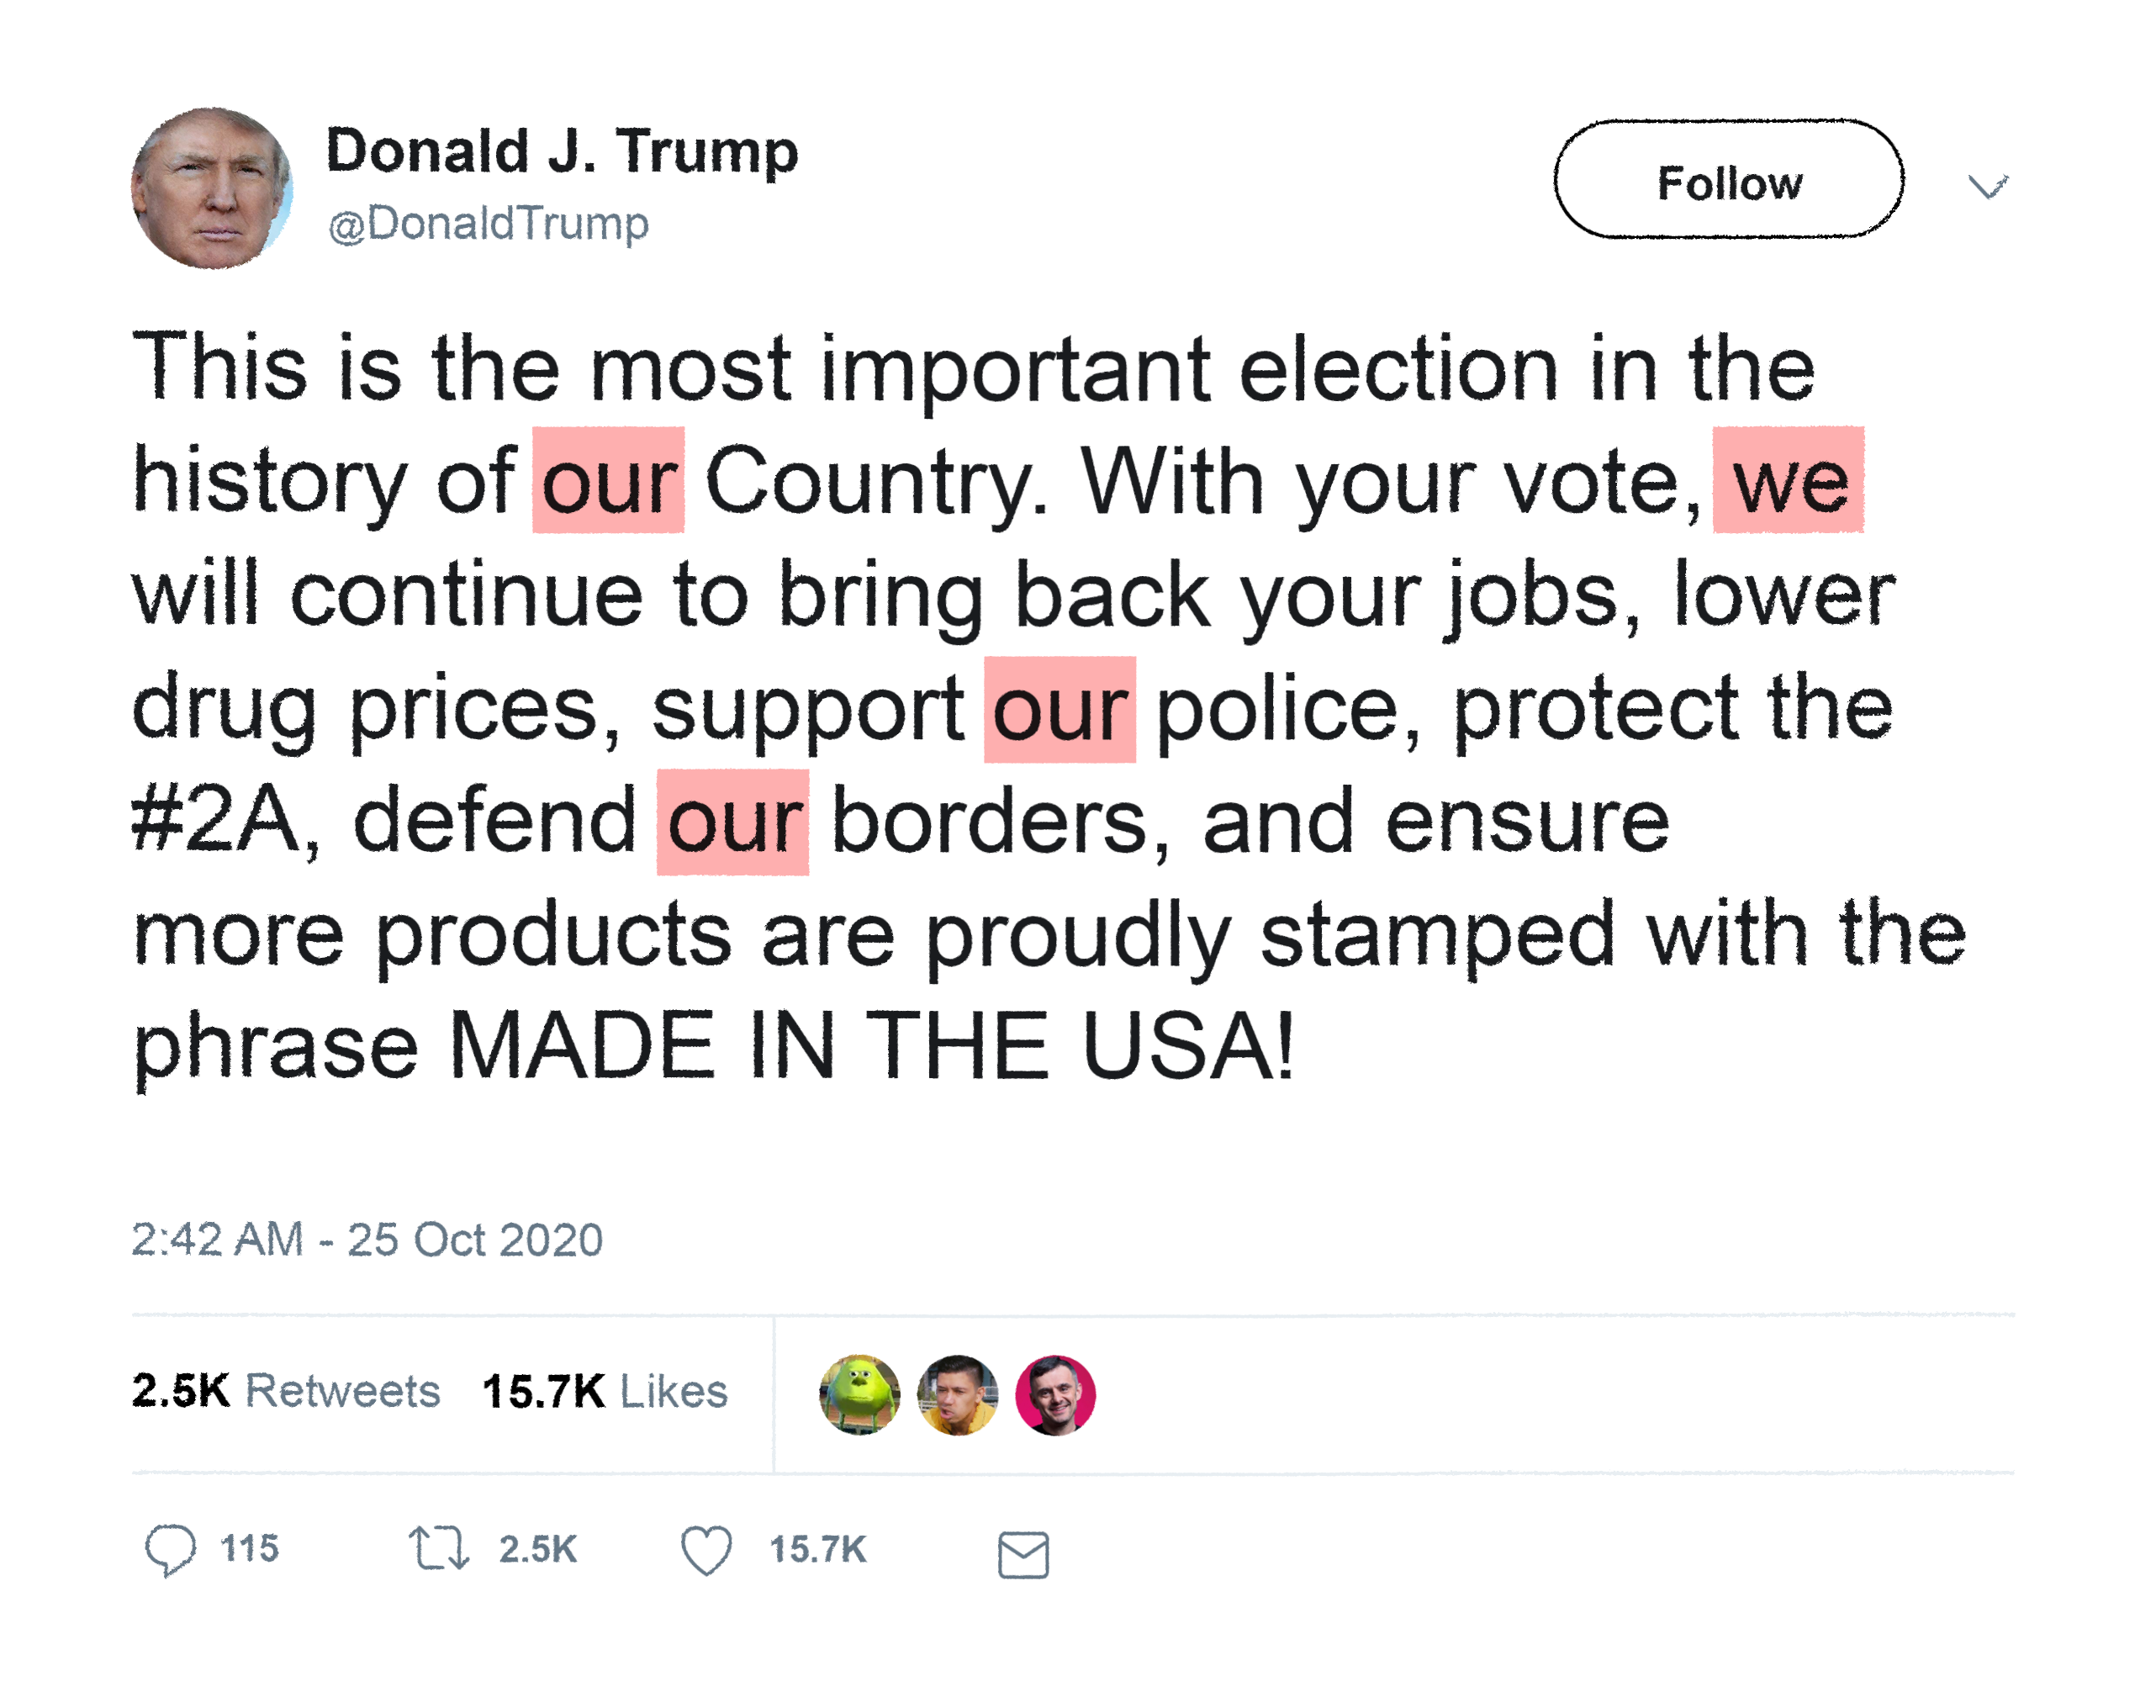 Donald J. Trump
@DonaldTrump
Follow
This is the most important election in the
history of our Country. With your vote, we
will continue to bring back your jobs, lower
drug prices, support our police, protect the
#2A, defend our borders, and ensure
more products are proudly stamped with the
phrase MADE IN THE USA!
2:42 AM - 25 Oct 2020
2.5K Retweets 15.7K Likes
115 2.5K 15.7K